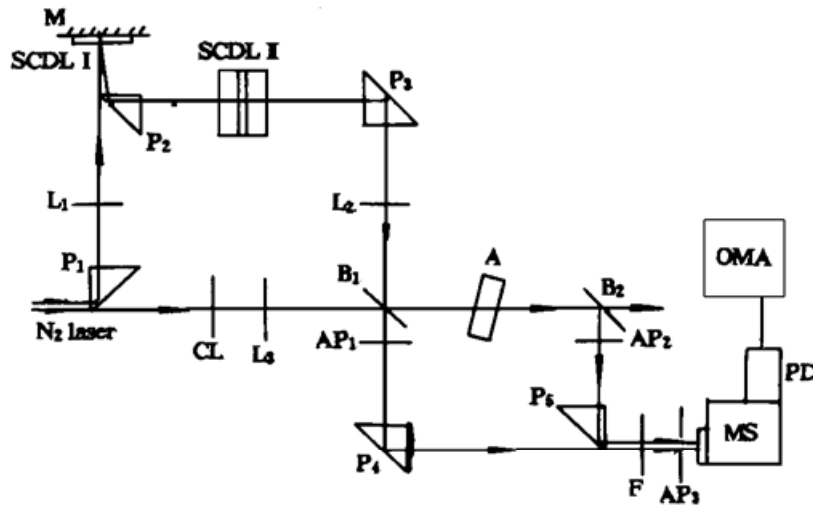 M
SCDL I
SCDL II
P3
P2
L1
L2
P1
B1
A
B2
OMA
N2 laser
CL
L3
AP1
AP2
PD
P5
MS
P4
F
AP3